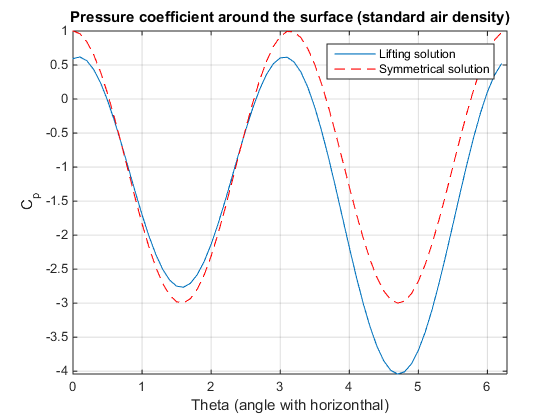 Pressure coefficient around the surface (standard air density)
1
0.5
0
-0.5
-1
-1.5
-2
-2.5
-3
-3.5
-4
Cp
Lifting solution
Symmetrical solution
0 1 2 3 4 5 6
Theta (angle with horizonthal)